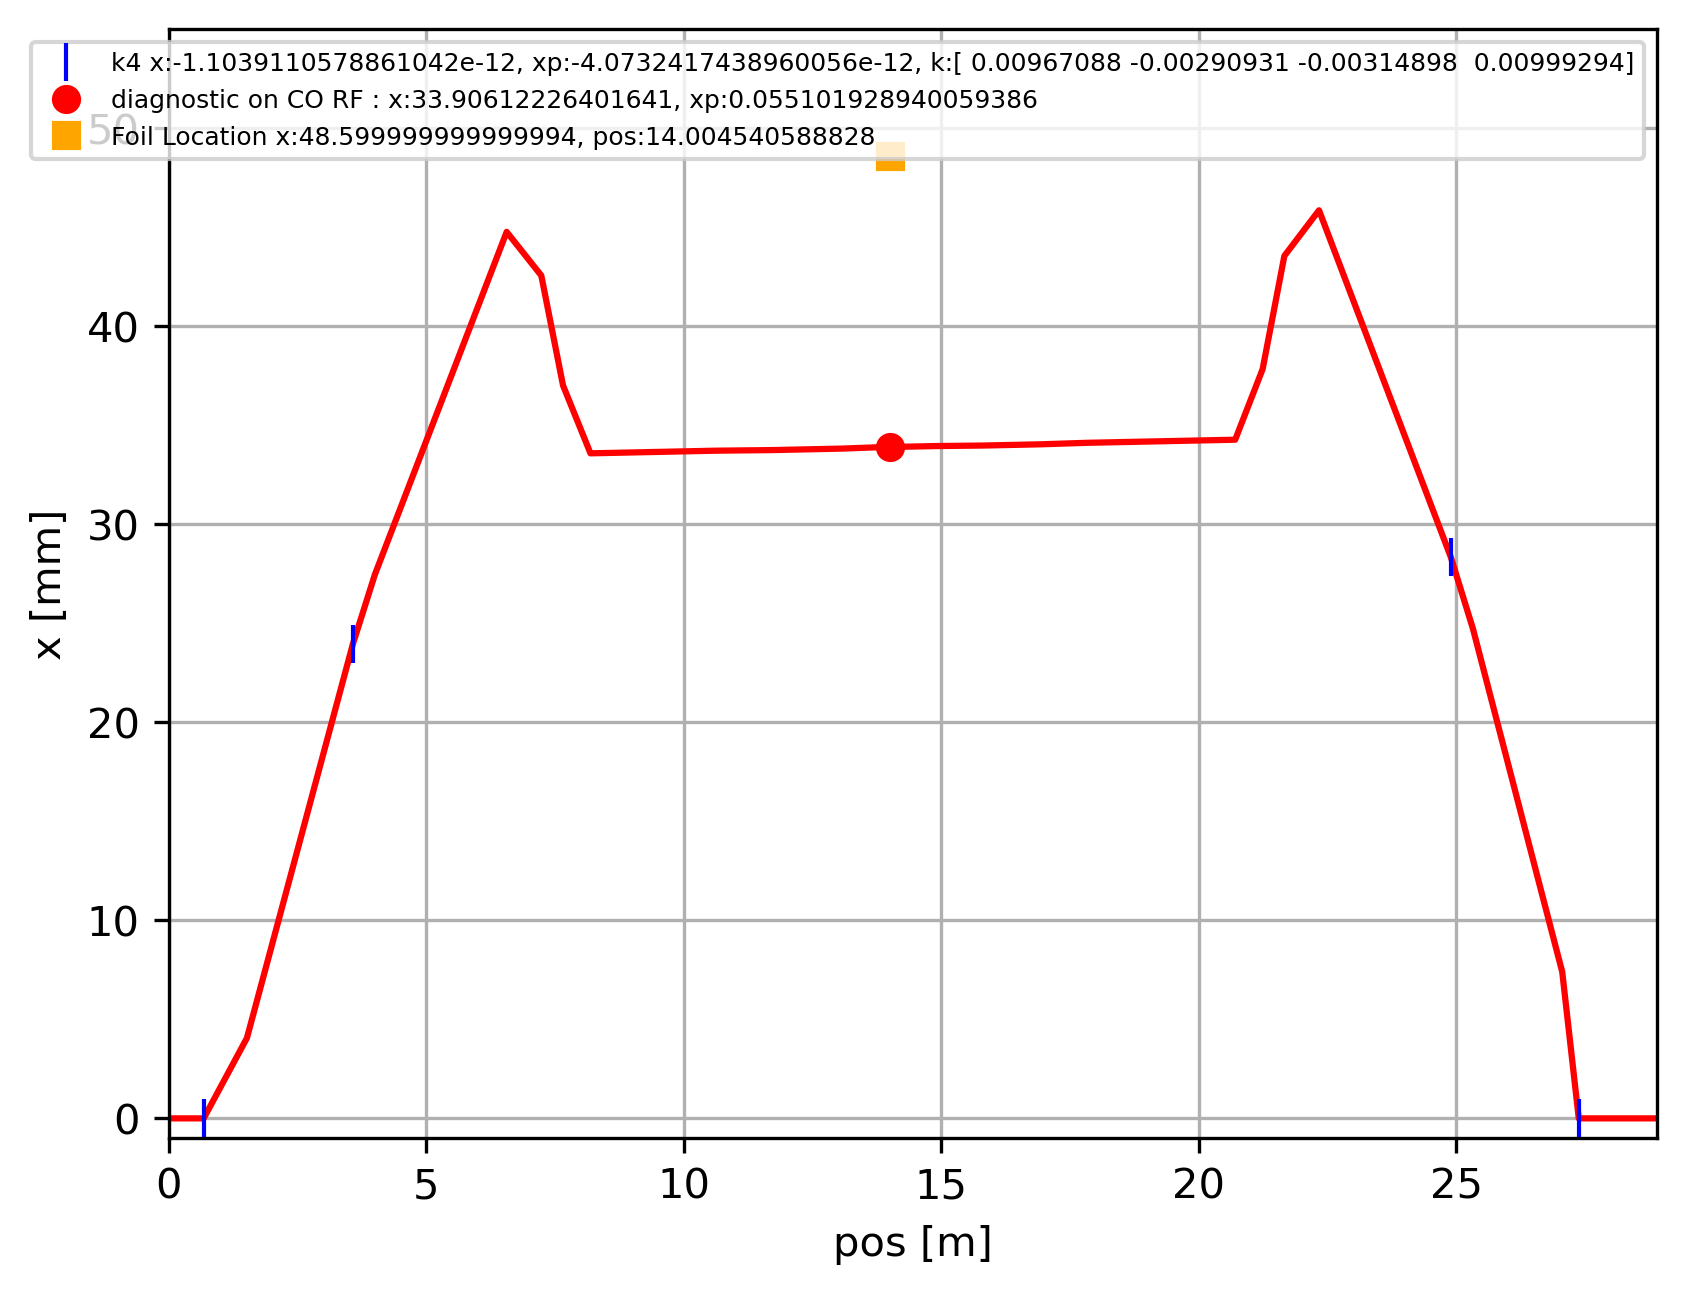 k4 x:-1.1039110578861042e-12, xp:-4.0732417438960056e-12, k:[ 0.00967088 -0.00290931 -0.00314898  0.00999294]
diagnostic on CO RF : x:33.90612226401641, xp:0.055101928940059386
Foil Location x:48.599999999999994, pos:14.004540588828
50
40
30
20
10
0
x [mm]
0 5 10 15 20 25
pos [m]